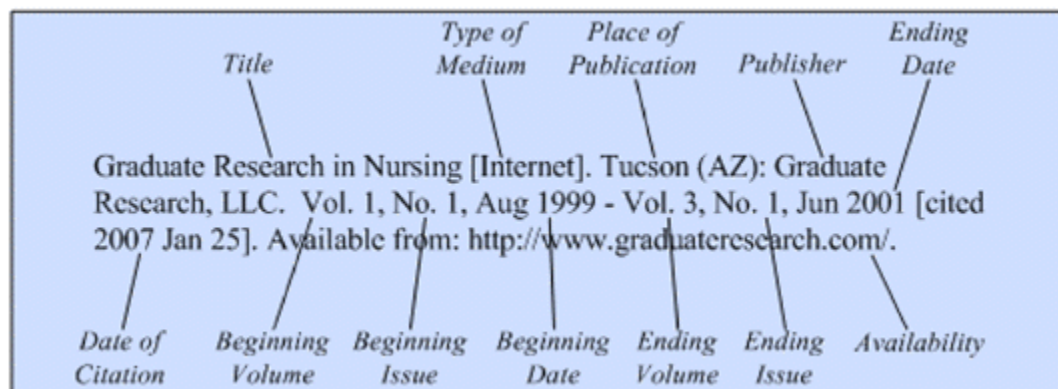 Type of Place of Ending
Title Medium Publication Publisher Date
Graduate Research in Nursing [Internet]. Tucson (AZ): Graduate
Research, LLC.  Vol. 1, No. 1, Aug 1999 - Vol. 3, No. 1, Jun 2001 [cited
2007 Jan 25]. Available from: http://www.graduateresearch.com/.
Date of Beginning Beginning Beginning Ending Ending Availability
Citation Volume Issue Date Volume Issue